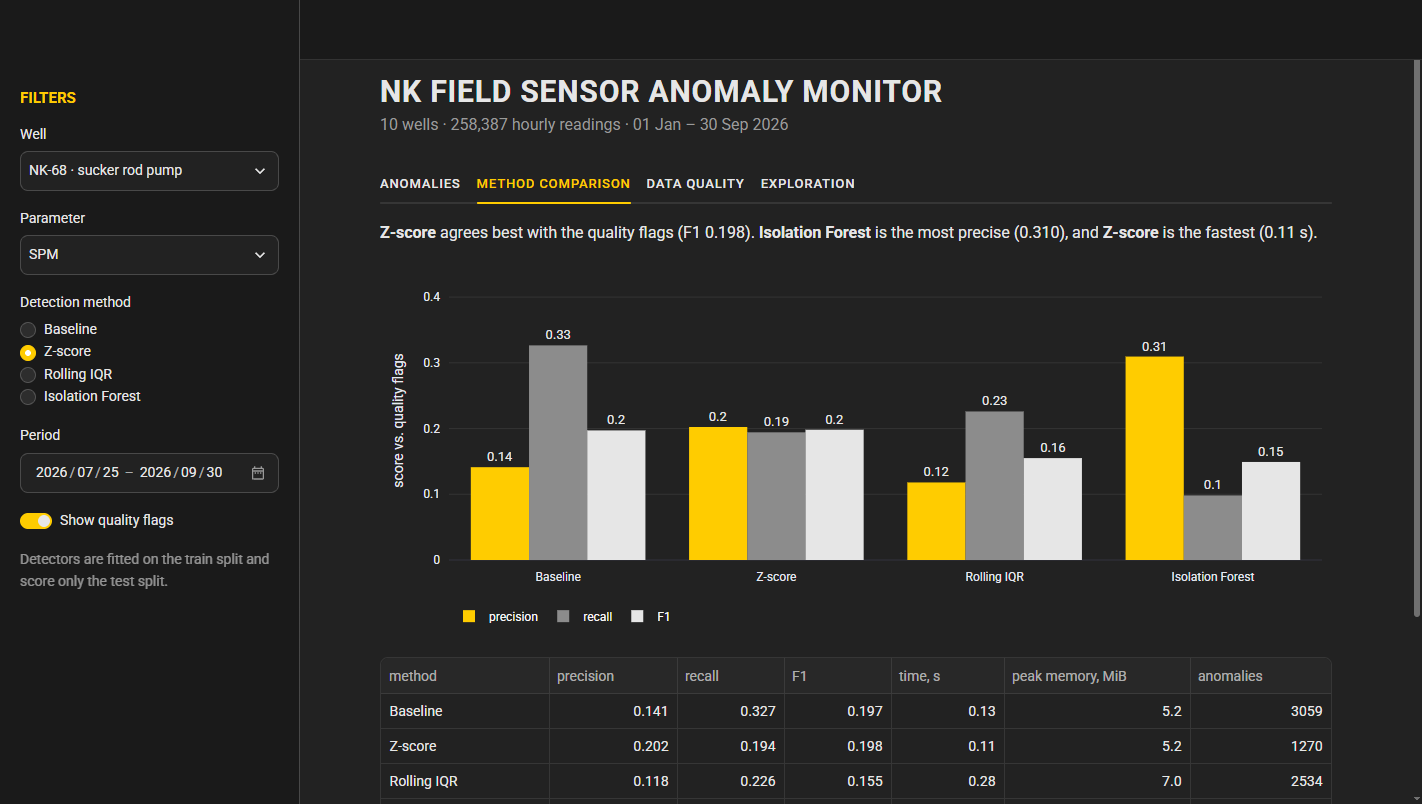 FILTERS
Well
NK-68 · sucker rod pump
Parameter
SPM
Detection method
Baseline
Z-score
Rolling IQR
Isolation Forest
Period
2026/07/25 – 2026/09/30
Show quality flags
Detectors are fitted on the train split and
score only the test split.
NK FIELD SENSOR ANOMALY MONITOR
10 wells · 258,387 hourly readings · 01 Jan – 30 Sep 2026
ANOMALIES METHOD COMPARISON DATA QUALITY EXPLORATION
Z-score agrees best with the quality flags (F1 0.198). Isolation Forest is the most precise (0.310), and Z-score is the fastest (0.11 s).
score vs. quality flags
0.4
0.3
0.2
0.1
0
0.14 0.33 0.2
0.2 0.19 0.2
0.12 0.23 0.16
0.31 0.1 0.15
Baseline Z-score Rolling IQR Isolation Forest
precision recall F1
method precision recall F1 time, s peak memory, MiB anomalies
Baseline 0.141 0.327 0.197 0.13 5.2 3059
Z-score 0.202 0.194 0.198 0.11 5.2 1270
Rolling IQR 0.118 0.226 0.155 0.28 7.0 2534